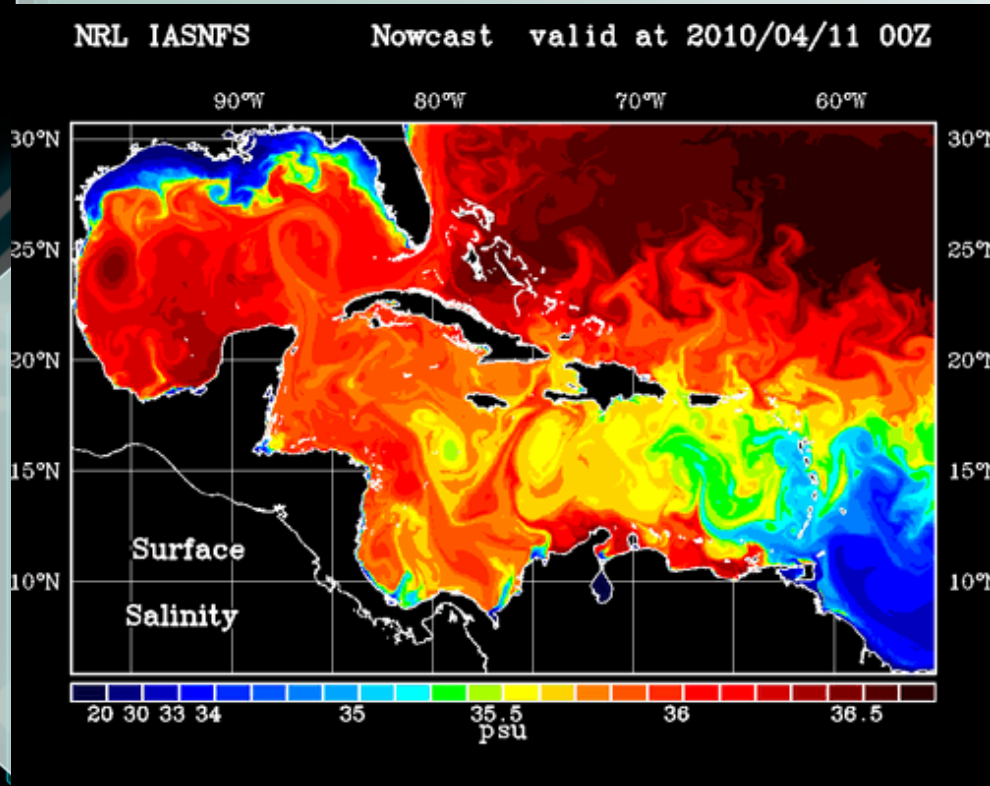 NRL IASNFS Nowcast valid at 2010/04/11 00Z
90°W 80°W 70°W 60°W
30°N 30°N
25°N 25°N
20°N 20°N
15°N 15°N
Surface
10°N 10°N
Salinity
20 30 33 34 35 35.5 36 36.5
psu